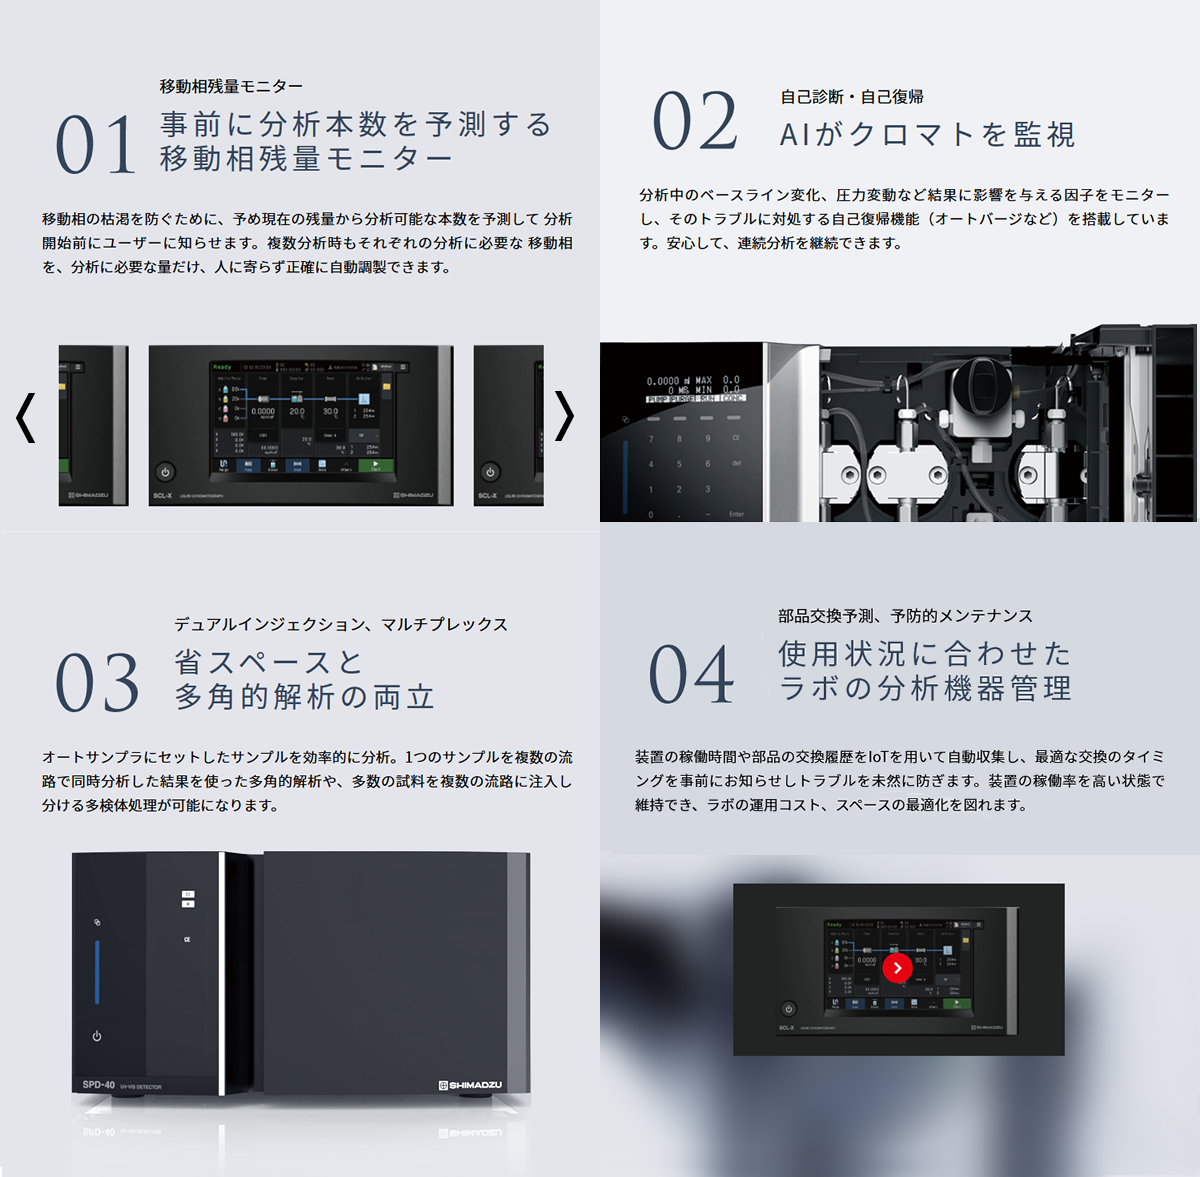 移動相残量モニター
01
事前に分析本数を予測する
移動相残量モニター
移動相の枯渇を防ぐために、予め現在の残量から分析可能な本数を予測して 分析
開始前にユーザーに知らせます。複数分析時もそれぞれの分析に必要な 移動相
を、分析に必要な量だけ、人に寄らず正確に自動調製できます。
SHIMADZU
Ready
0.0000
20.0
30.0
SCL-X
LIQUID CHROMATOGRAPH
SHIMADZU
SCL-X
自己診断・自己復帰
02
AIがクロマトを監視
分析中のベースライン変化、圧力変動など結果に影響を与える因子をモニター
し、そのトラブルに対処する自己復帰機能（オートパージなど）を搭載していま
す。安心して、連続分析を継続できます。
0.0000 ml MAX 0.0
0 MPa MIN 0.0
PUMP PURGE RUN CONC
7 8 9 CE
4 5 6 del
1 2 3
0 . - Enter
デュアルインジェクション、マルチプレックス
03
省スペースと
多角的解析の両立
オートサンプラにセットしたサンプルを効率的に分析。1つのサンプルを複数の流
路で同時分析した結果を使った多角的解析や、多数の試料を複数の流路に注入し
分ける多検体処理が可能になります。
CE
SPD-40 UV-VIS DETECTOR
SHIMADZU
部品交換予測、予防的メンテナンス
04
使用状況に合わせた
ラボの分析機器管理
装置の稼働時間や部品の交換履歴をIoTを用いて自動収集し、最適な交換のタイミ
ングを事前にお知らせしトラブルを未然に防ぎます。装置の稼働率を高い状態で
維持でき、ラボの運用コスト、スペースの最適化を図れます。
Ready
0.0000
30.0
SCL-X
LIQUID CHROMATOGRAPH
SHIMADZU